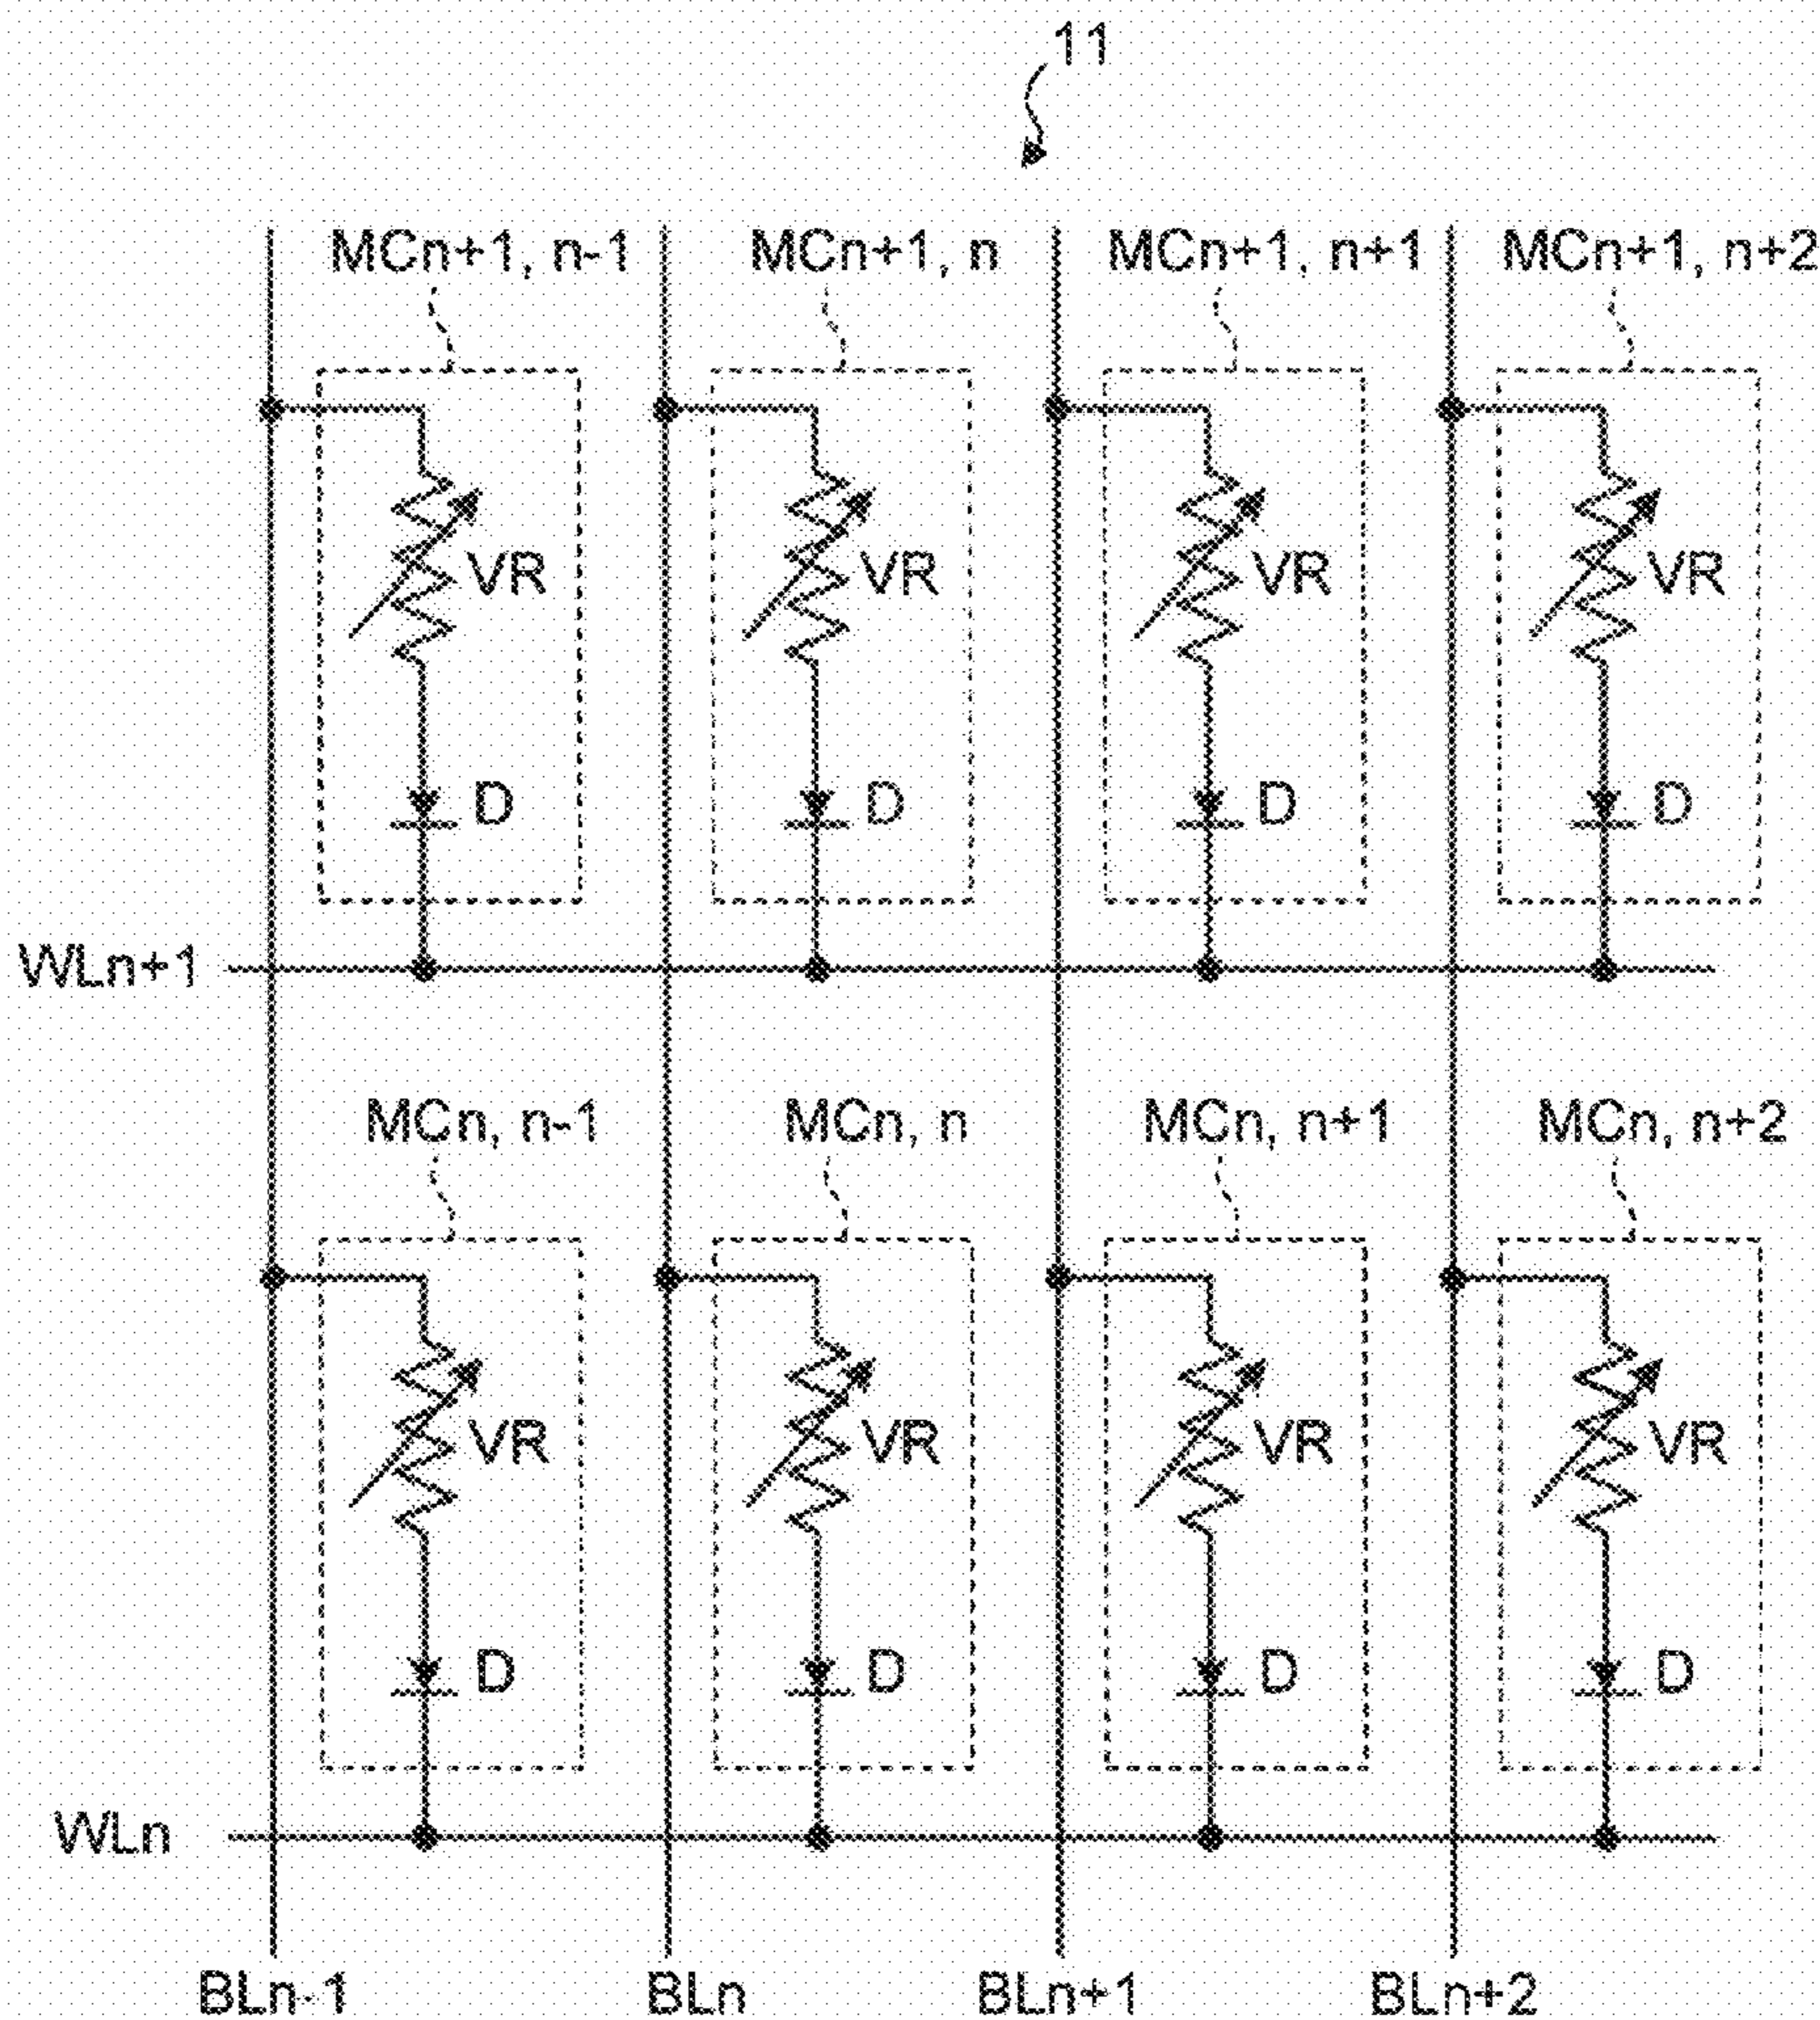 11
MCn+1, n-1 MCn+1, n MCn+1, n+1 MCn+1, n+2
VR VR VR VR
D D D D
WLn+1
MCn, n-1 MCn, n MCn, n+1 MCn, n+2
VR VR VR VR
D D D D
WLn
BLn-1 BLn BLn+1 BLn+2